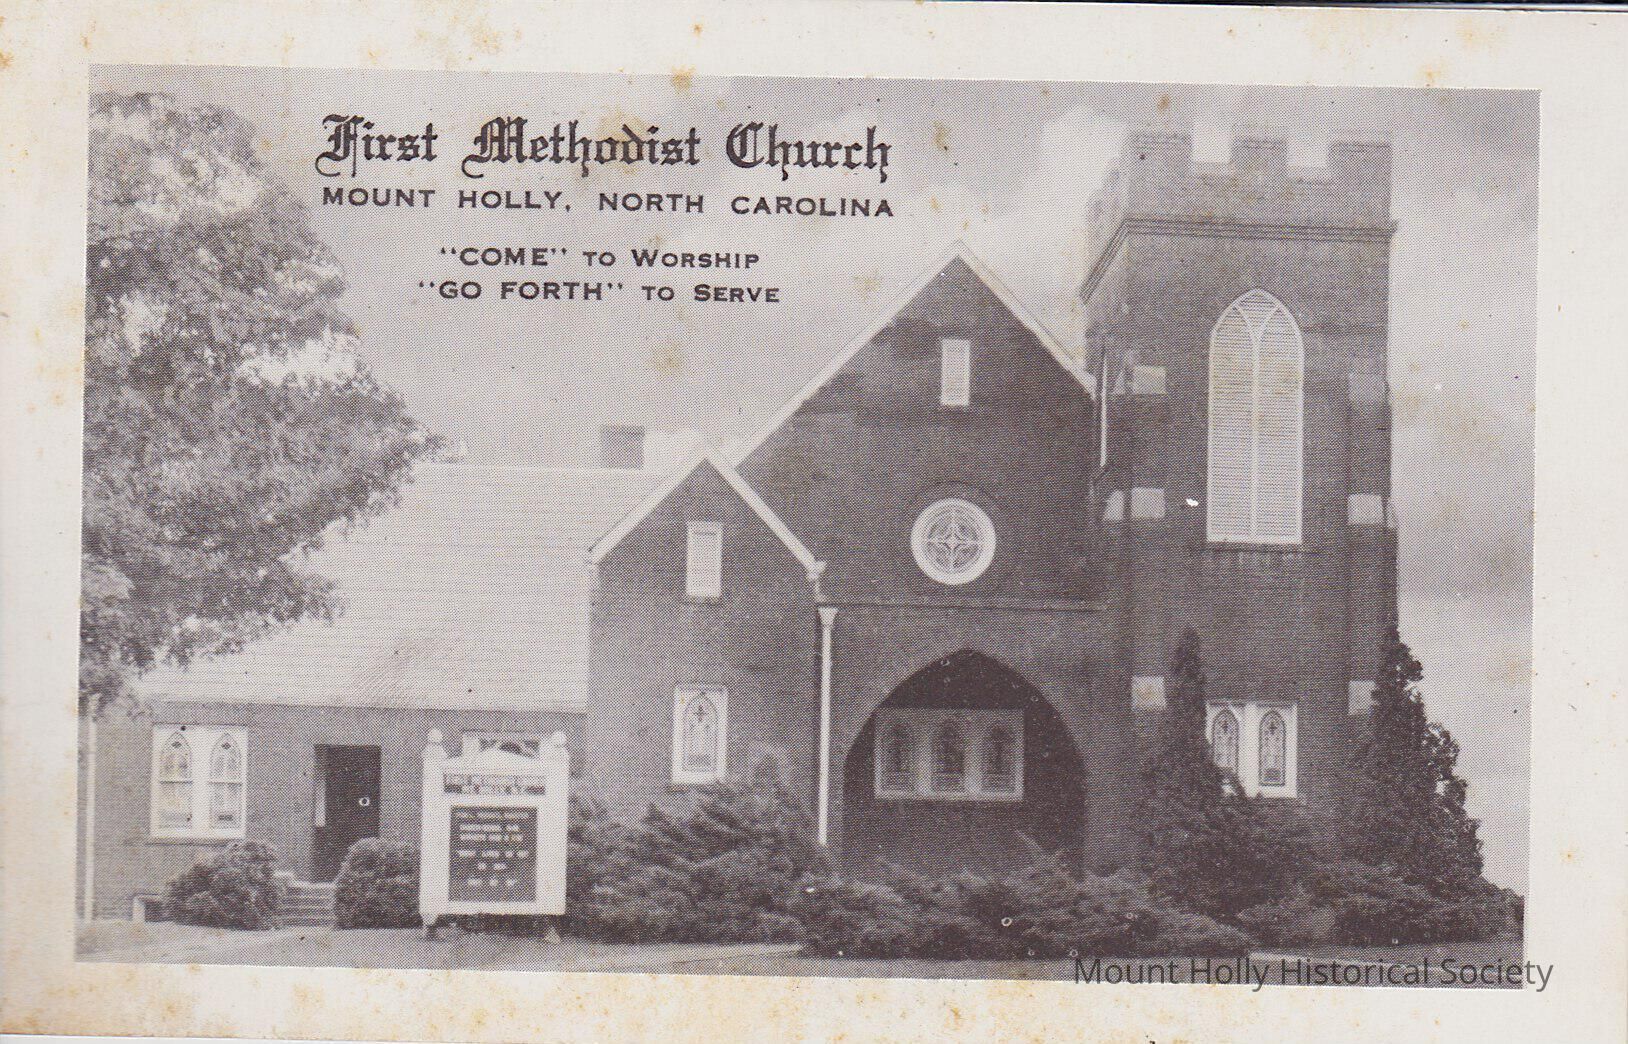 First Methodist Church
MOUNT HOLLY, NORTH CAROLINA
"COME" TO WORSHIP
"GO FORTH" TO SERVE
Mount Holly Historical Society